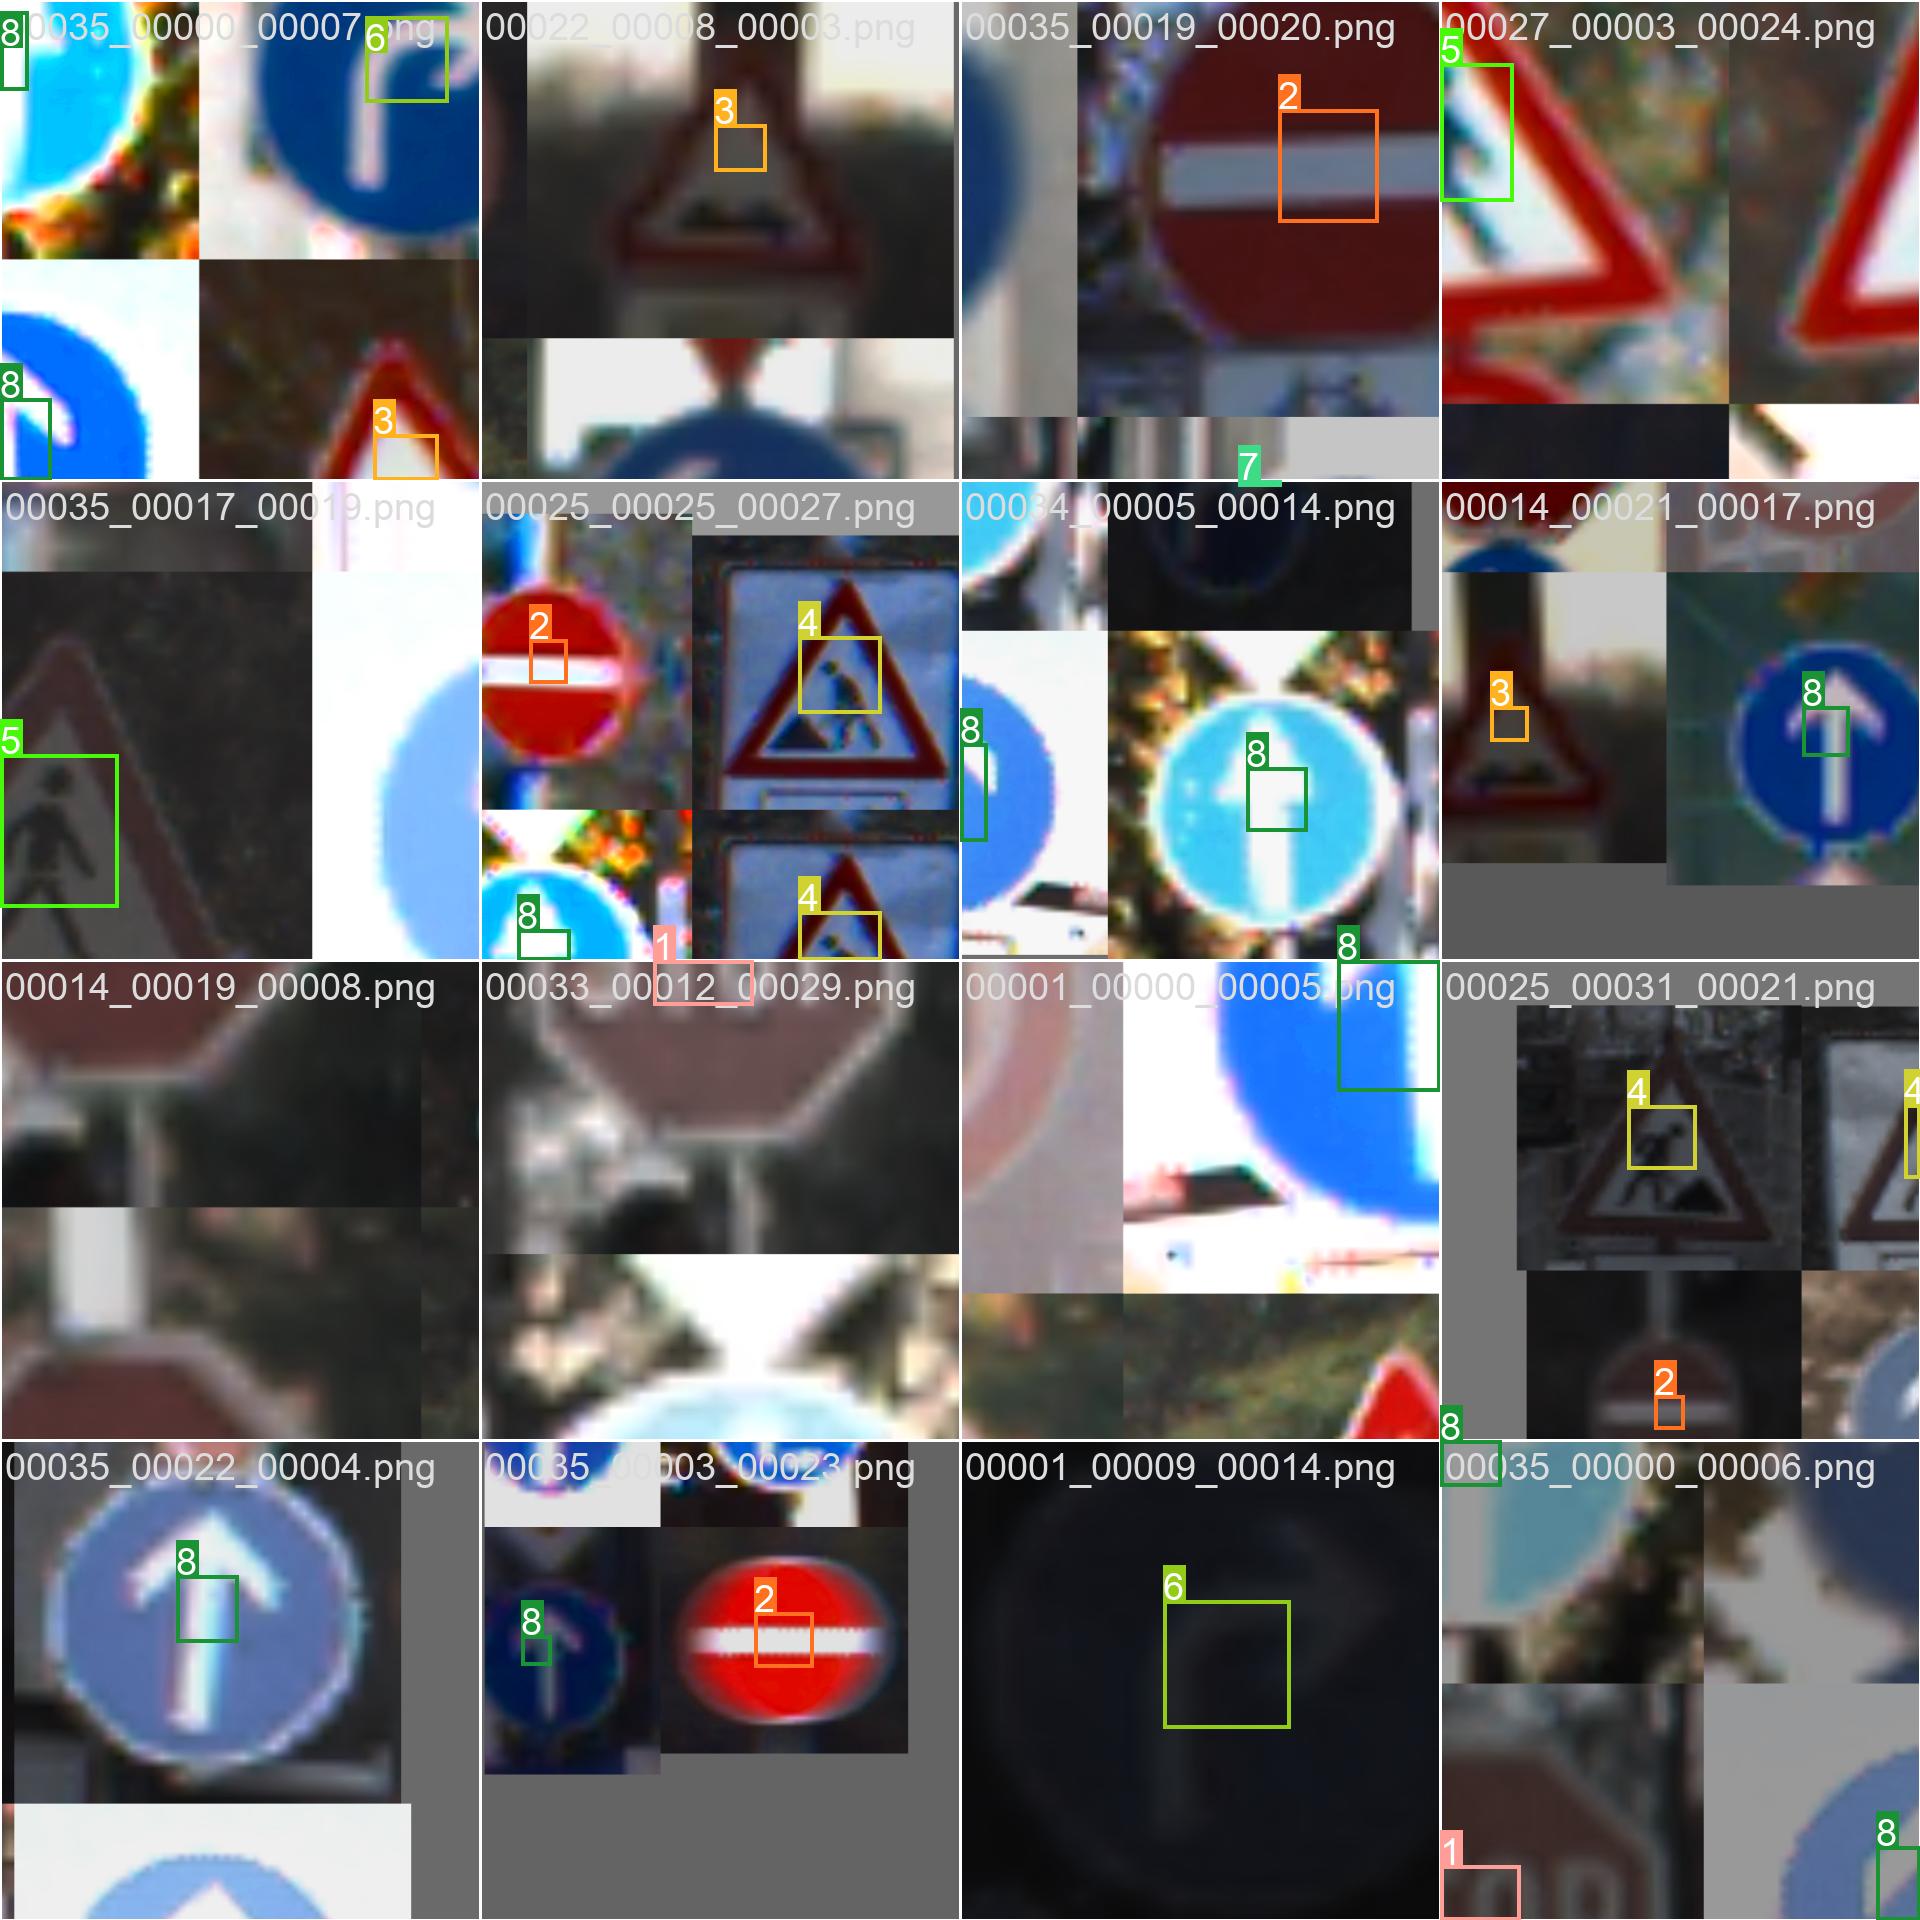 8 0035_00000_00007.png 6
00022_00008_00003.png
00035_00019_00020.png
00027_00003_00024.png
5
3
2
8
3
7
00035_00017_00019.png
00025_00025_00027.png
00034_00005_00014.png
00014_00021_00017.png
5
2
4
8
8
3
8
8
4
1
8
00014_00019_00008.png
00033_00012_00029.png
00001_00000_00005.png
00025_00031_00021.png
4
4
2
8
00035_00022_00004.png
00035_00003_00023.png
00001_00009_00014.png
00035_00000_00006.png
8
8
2
6
1
8
TOP